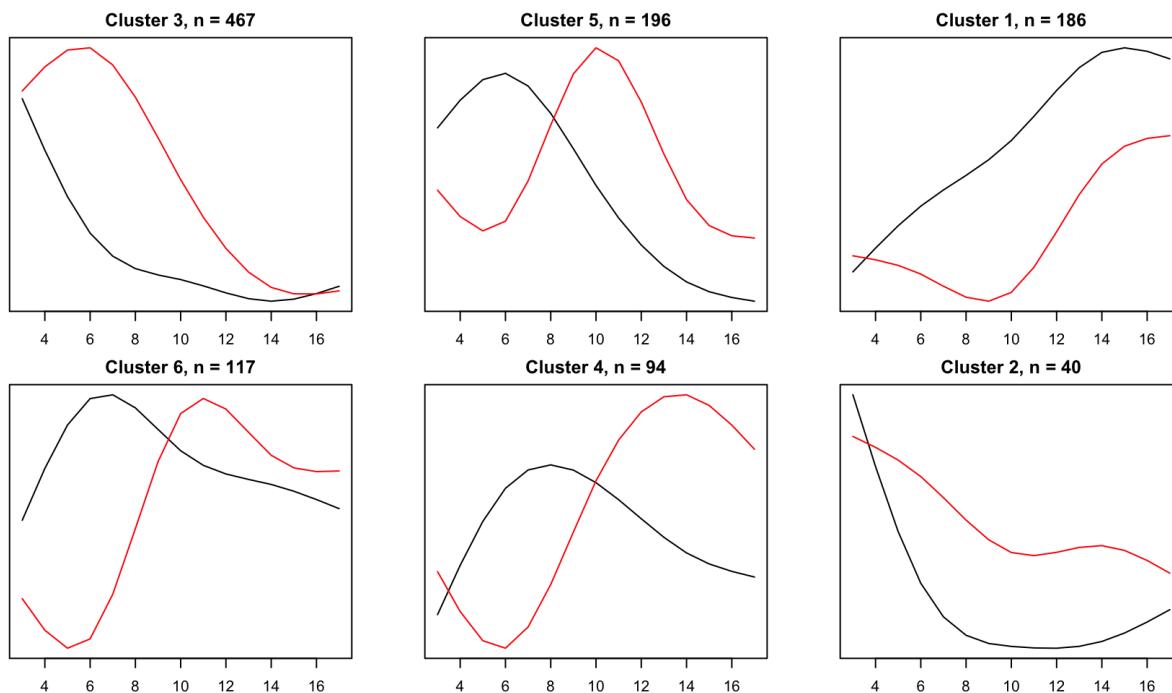 Cluster 3, n = 467
4 6 8 10 12 14 16
Cluster 5, n = 196
4 6 8 10 12 14 16
Cluster 1, n = 186
4 6 8 10 12 14 16
Cluster 6, n = 117
4 6 8 10 12 14 16
Cluster 4, n = 94
4 6 8 10 12 14 16
Cluster 2, n = 40
4 6 8 10 12 14 16